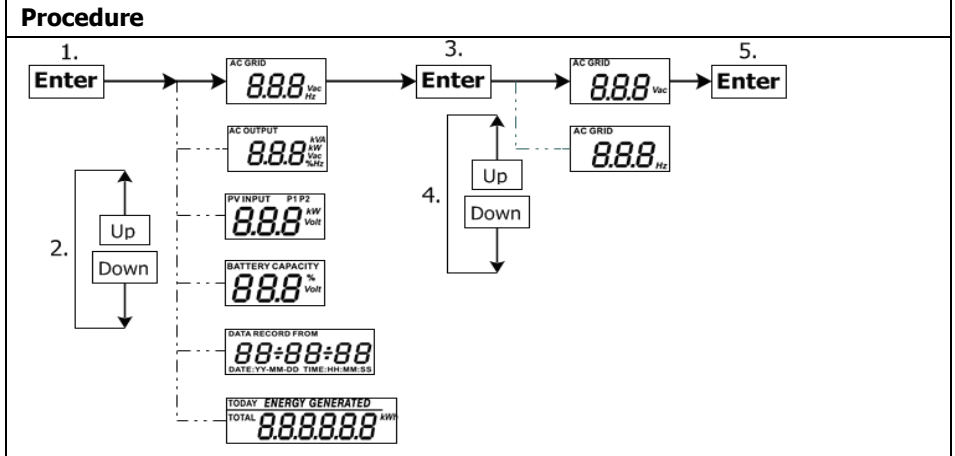 Procedure
1.
Enter
AC GRID
8.8.8 Vac
Hz
3.
Enter
AC GRID
8.8.8 Vac
5.
Enter
AC OUTPUT
8.8.8 kVA
kW
Vac
%Hz
AC GRID
8.8.8 Hz
2.
Up
Down
4.
Up
Down
PV INPUT P1 P2
8.8.8 kW
Volt
BATTERY CAPACITY
88.8 %
Volt
DATA RECORD FROM
88÷88÷88
DATE:YY-MM-DD TIME:HH:MM:SS
TODAY ENERGY GENERATED
TOTAL 8.8.8.8.8.8 kWh